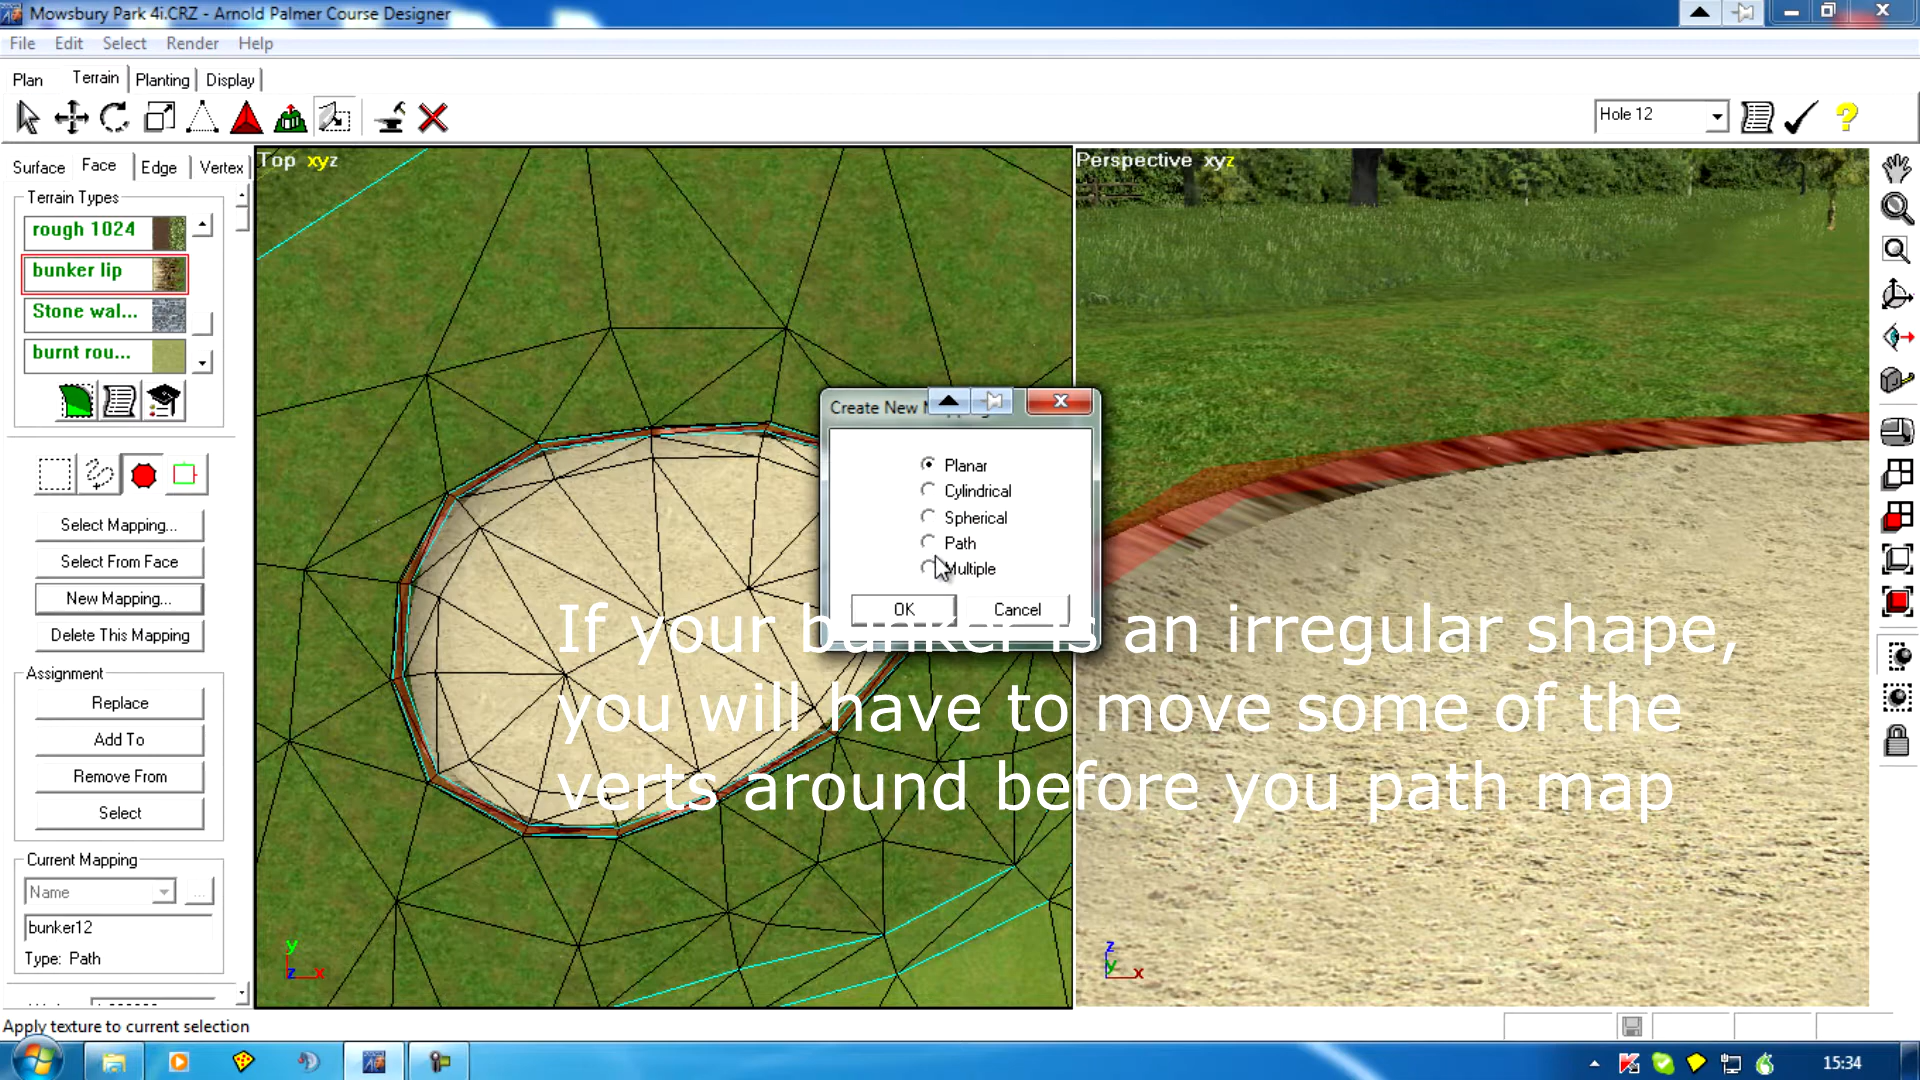 Mowsbury Park 4i.CRZ - Arnold Palmer Course Designer
File Edit Select Render Help
Plan Terrain Planting Display
Hole 12
Surface Face Edge Vertex
Terrain Types
rough 1024
bunker lip
Stone wal...
burnt rou...
Select Mapping...
Select From Face
New Mapping...
Delete This Mapping
Assignment
Replace
Add To
Remove From
Select
Current Mapping
Name
...
bunker12
Type: Path
Top xyz
Perspective xyz
Create New
Planar
Cylindrical
Spherical
Path
Multiple
OK Cancel
If your bunker is an irregular shape,
you will have to move some of the
verts around before you path map
y
z x
z
y x
Apply texture to current selection
15:34